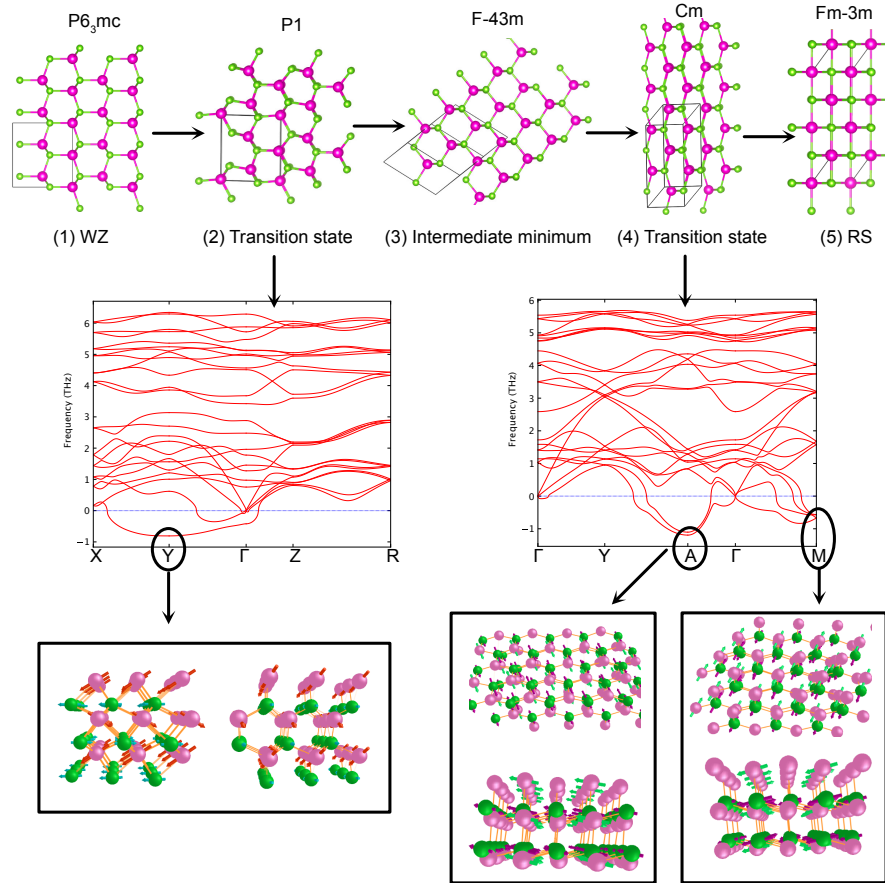 P6₃mc
P1
F-43m
Cm
Fm-3m
(1) WZ
(2) Transition state
(3) Intermediate minimum
(4) Transition state
(5) RS
Frequency (THz)
6
5
4
3
2
1
0
−1
X Y Γ Z R
Frequency (THz)
6
5
4
3
2
1
0
−1
Γ Y A Γ M